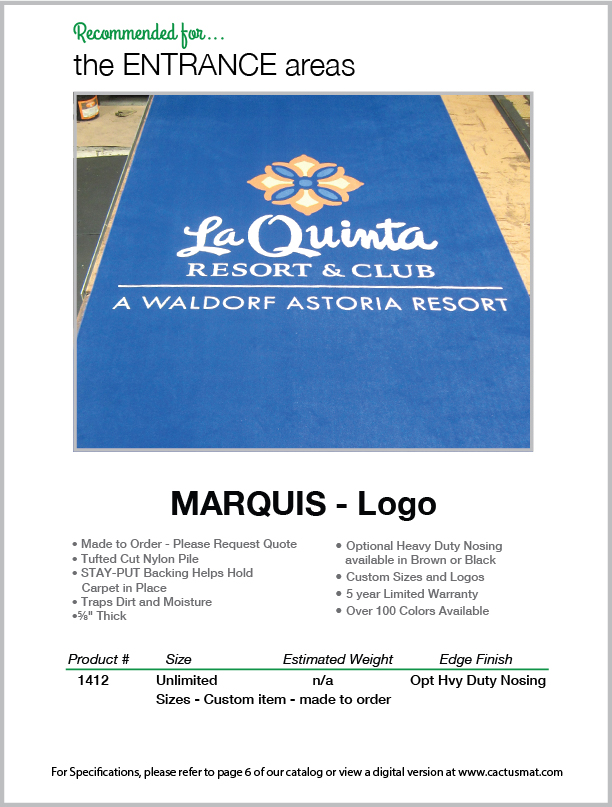 Recommended for...
the ENTRANCE areas
La Quinta
RESORT & CLUB
A WALDORF ASTORIA RESORT
MARQUIS - Logo
• Made to Order - Please Request Quote
• Tufted Cut Nylon Pile
• STAY-PUT Backing Helps Hold
Carpet in Place
• Traps Dirt and Moisture
•⅝" Thick
• Optional Heavy Duty Nosing
available in Brown or Black
• Custom Sizes and Logos
• 5 year Limited Warranty
• Over 100 Colors Available
Product # Size Estimated Weight Edge Finish
1412 Unlimited n/a Opt Hvy Duty Nosing
Sizes - Custom item - made to order
For Specifications, please refer to page 6 of our catalog or view a digital version at www.cactusmat.com